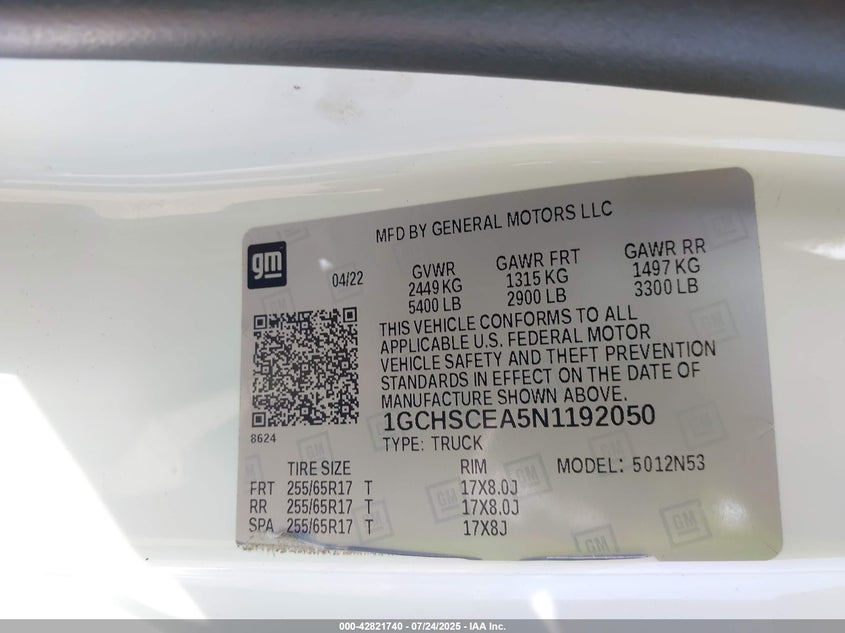 MFD BY GENERAL MOTORS LLC
gm
04/22
GVWR GAWR FRT GAWR RR
2449 KG 1315 KG 1497 KG
5400 LB 2900 LB 3300 LB
THIS VEHICLE CONFORMS TO ALL
APPLICABLE U.S. FEDERAL MOTOR
VEHICLE SAFETY AND THEFT PREVENTION
STANDARDS IN EFFECT ON THE DATE OF
MANUFACTURE SHOWN ABOVE.
1GCHSCEA5N1192050
8624
TYPE: TRUCK
TIRE SIZE RIM MODEL: 5012N53
FRT 255/65R17 T 17X8.0J
RR 255/65R17 T 17X8.0J
SPA 255/65R17 T 17X8J
GM
GM
GM
GM
000-42821740 - 07/24/2025 - IAA Inc.